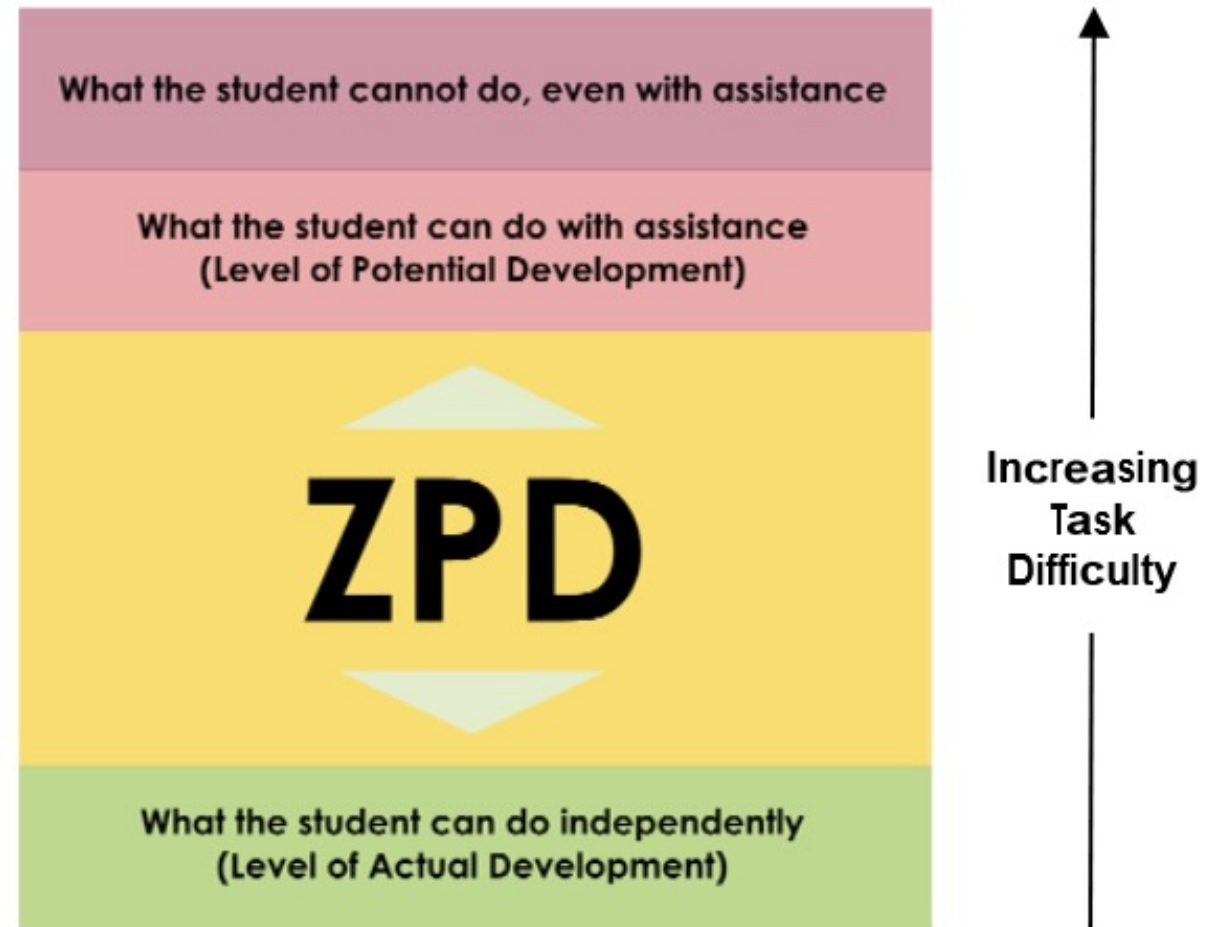 What the student cannot do, even with assistance
What the student can do with assistance
(Level of Potential Development)
ZPD
What the student can do independently
(Level of Actual Development)
Increasing
Task
Difficulty